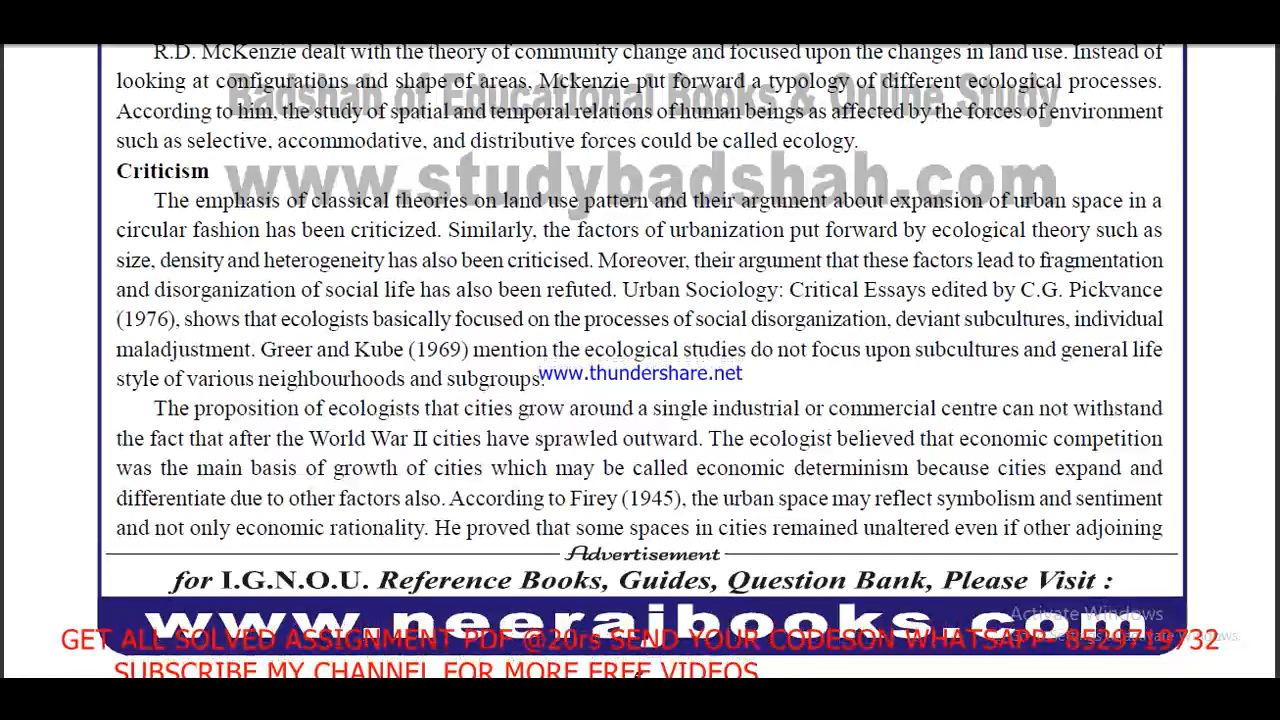 R.D. McKenzie dealt with the theory of community change and focused upon the changes in land use. Instead of
looking at configurations and shape of areas, Mckenzie put forward a typology of different ecological processes.
Badshah of Educational Books & Online Study
According to him, the study of spatial and temporal relations of human beings as affected by the forces of environment
such as selective, accommodative, and distributive forces could be called ecology.
Criticism
www.studybadshah.com
The emphasis of classical theories on land use pattern and their argument about expansion of urban space in a
circular fashion has been criticized. Similarly, the factors of urbanization put forward by ecological theory such as
size, density and heterogeneity has also been criticised. Moreover, their argument that these factors lead to fragmentation
and disorganization of social life has also been refuted. Urban Sociology: Critical Essays edited by C.G. Pickvance
(1976), shows that ecologists basically focused on the processes of social disorganization, deviant subcultures, individual
maladjustment. Greer and Kube (1969) mention the ecological studies do not focus upon subcultures and general life
style of various neighbourhoods and subgroups.
www.thundershare.net
The proposition of ecologists that cities grow around a single industrial or commercial centre can not withstand
the fact that after the World War II cities have sprawled outward. The ecologist believed that economic competition
was the main basis of growth of cities which may be called economic determinism because cities expand and
differentiate due to other factors also. According to Firey (1945), the urban space may reflect symbolism and sentiment
and not only economic rationality. He proved that some spaces in cities remained unaltered even if other adjoining
Advertisement
for I.G.N.O.U. Reference Books, Guides, Question Bank, Please Visit :
www.neerajbooks.com
Activate Windows
GET ALL SOLVED ASSIGNMENT PDF @20rs SEND YOUR CODESON WHATSAPP- 8529719732
SUBSCRIBE MY CHANNEL FOR MORE FREE VIDEOS